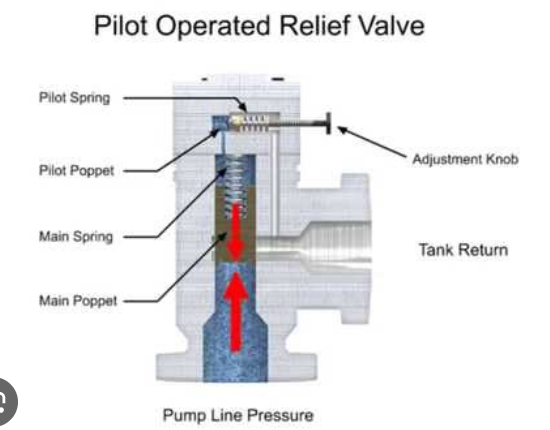 Pilot Operated Relief Valve
Pilot Spring
Pilot Poppet
Adjustment Knob
Main Spring
Tank Return
Main Poppet
Pump Line Pressure